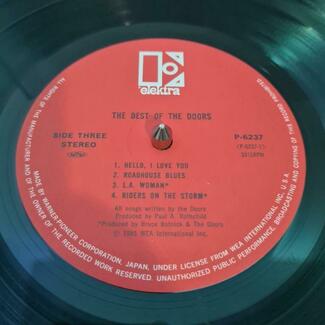 ALL RIGHTS OF THE MANUFACTURER AND OF THE OWNER OF THE RECORDED WORK RESERVED. UNAUTHORIZED PUBLIC PERFORMANCE, BROADCASTING AND COPYING OF THIS RECORD PROHIBITED
elektra
THE BEST OF THE DOORS
SIDE THREE
STEREO
P-6237
(P-6237-1)
33 1/3RPM
1. HELLO, I LOVE YOU
2. ROADHOUSE BLUES
3. L.A. WOMAN*
4. RIDERS ON THE STORM*
All songs written by the Doors
Produced by Paul A. Rothchild
*Produced by Bruce Botnick & The Doors
℗ 1985 WEA International Inc.
WARNER-PIONEER CORPORATION, JAPAN, UNDER LICENSE FROM WEA INTERNATIONAL INC., U.S.A.